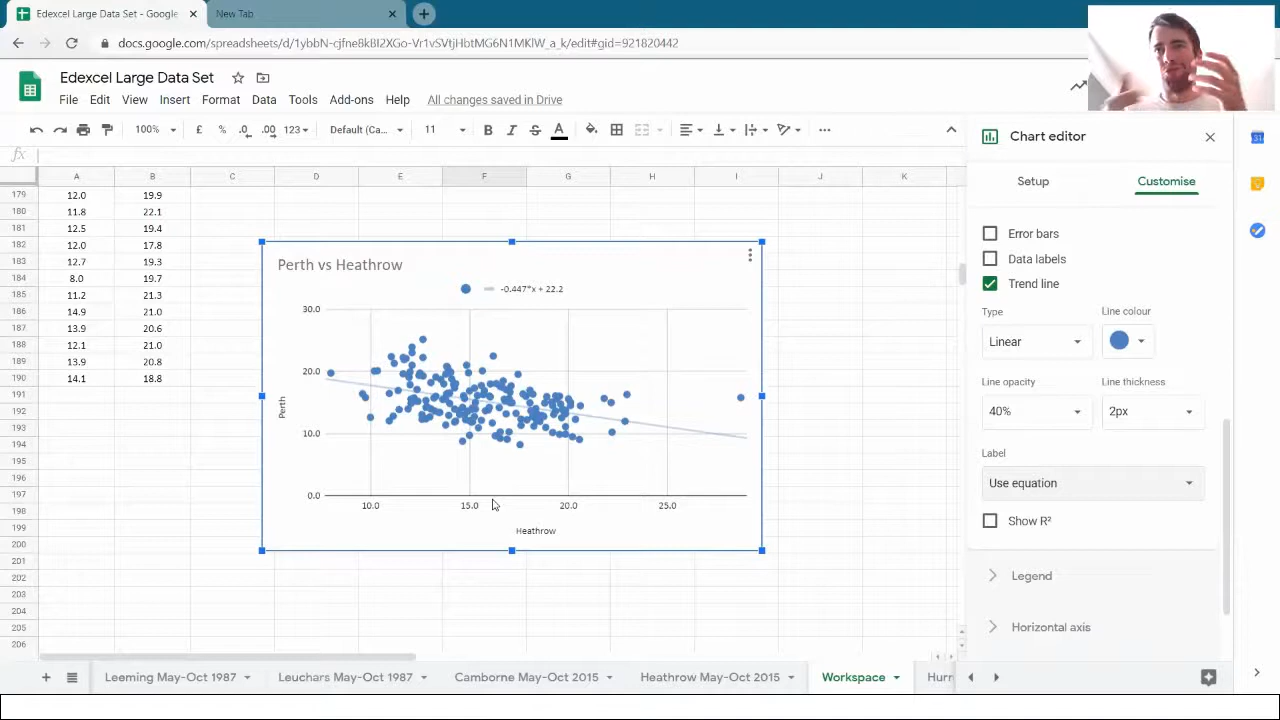 Edexcel Large Data Set - Google
New Tab
docs.google.com/spreadsheets/d/1ybbN-cjfne8kBI2XGo-Vr1vSVtjHbtMG6N1MKlW_a_k/edit#gid=921820442
Edexcel Large Data Set
File Edit View Insert Format Data Tools Add-ons Help All changes saved in Drive
100% £ % .0 .00 123 Default (Ca... 11 B I S A
fx
Chart editor
Setup Customise
A B C D E F G H I J K
179 12.0 19.9
180 11.8 22.1
181 12.5 19.4
182 12.0 17.8
183 12.7 19.3
184 8.0 19.7
185 11.2 21.3
186 14.9 21.0
187 13.9 20.6
188 12.1 21.0
189 13.9 20.8
190 14.1 18.8
191
192
193
194
195
196
197
198
199
200
201
202
203
204
205
206
Perth vs Heathrow
-0.447*x + 22.2
30.0
20.0
10.0
0.0
Perth
10.0 15.0 20.0 25.0
Heathrow
Error bars
Data labels
Trend line
Type Line colour
Linear
Line opacity Line thickness
40% 2px
Label
Use equation
Show R²
Legend
Horizontal axis
31
Leeming May-Oct 1987 Leuchars May-Oct 1987 Camborne May-Oct 2015 Heathrow May-Oct 2015 Workspace Hurr